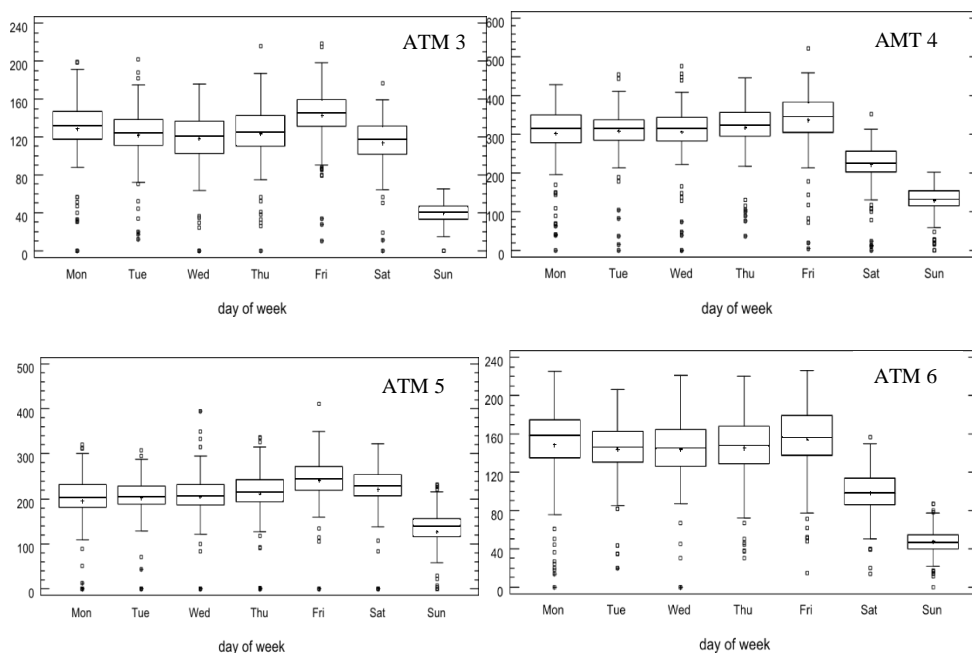 ATM 3
240
200
160
120
80
40
0
Mon Tue Wed Thu Fri Sat Sun
day of week
AMT 4
600
500
400
300
200
100
0
Mon Tue Wed Thu Fri Sat Sun
day of week
ATM 5
500
400
300
200
100
0
Mon Tue Wed Thu Fri Sat Sun
day of week
ATM 6
240
200
160
120
80
40
0
Mon Tue Wed Thu Fri Sat Sun
day of week